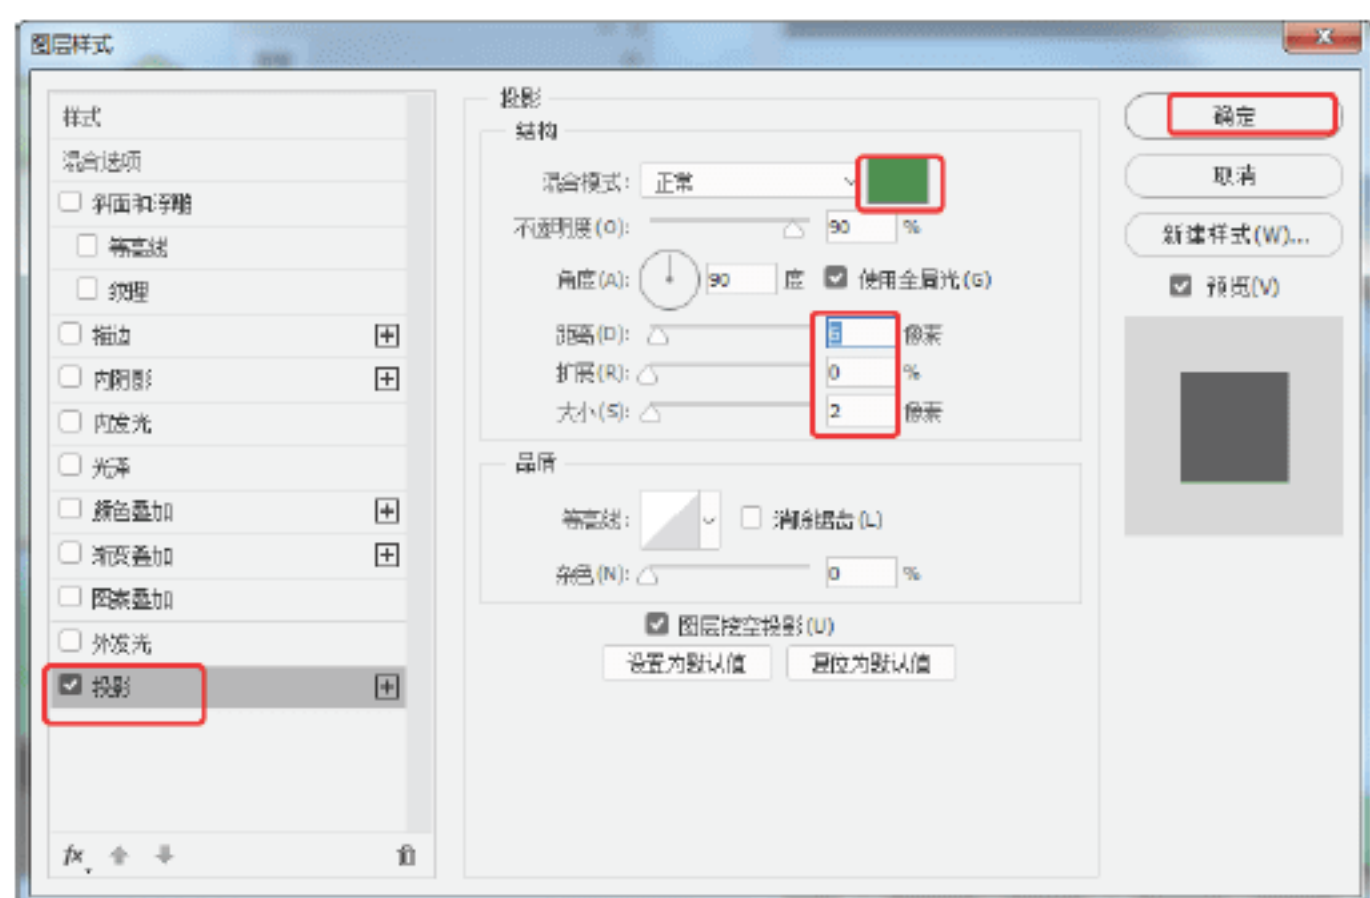 图层样式
样式
混合选项
斜面和浮雕
等高线
纹理
描边
内阴影
内发光
光泽
颜色叠加
渐变叠加
图案叠加
外发光
投影
fx
投影
结构
混合模式: 正常
不透明度(O): 90 %
角度(A): 90 度 使用全局光(G)
距离(D): 像素
扩展(R): 0 %
大小(S): 2 像素
品质
等高线: 消除锯齿(L)
杂色(N): 0 %
图层挖空投影(U)
设置为默认值 复位为默认值
确定
取消
新建样式(W)...
预览(V)